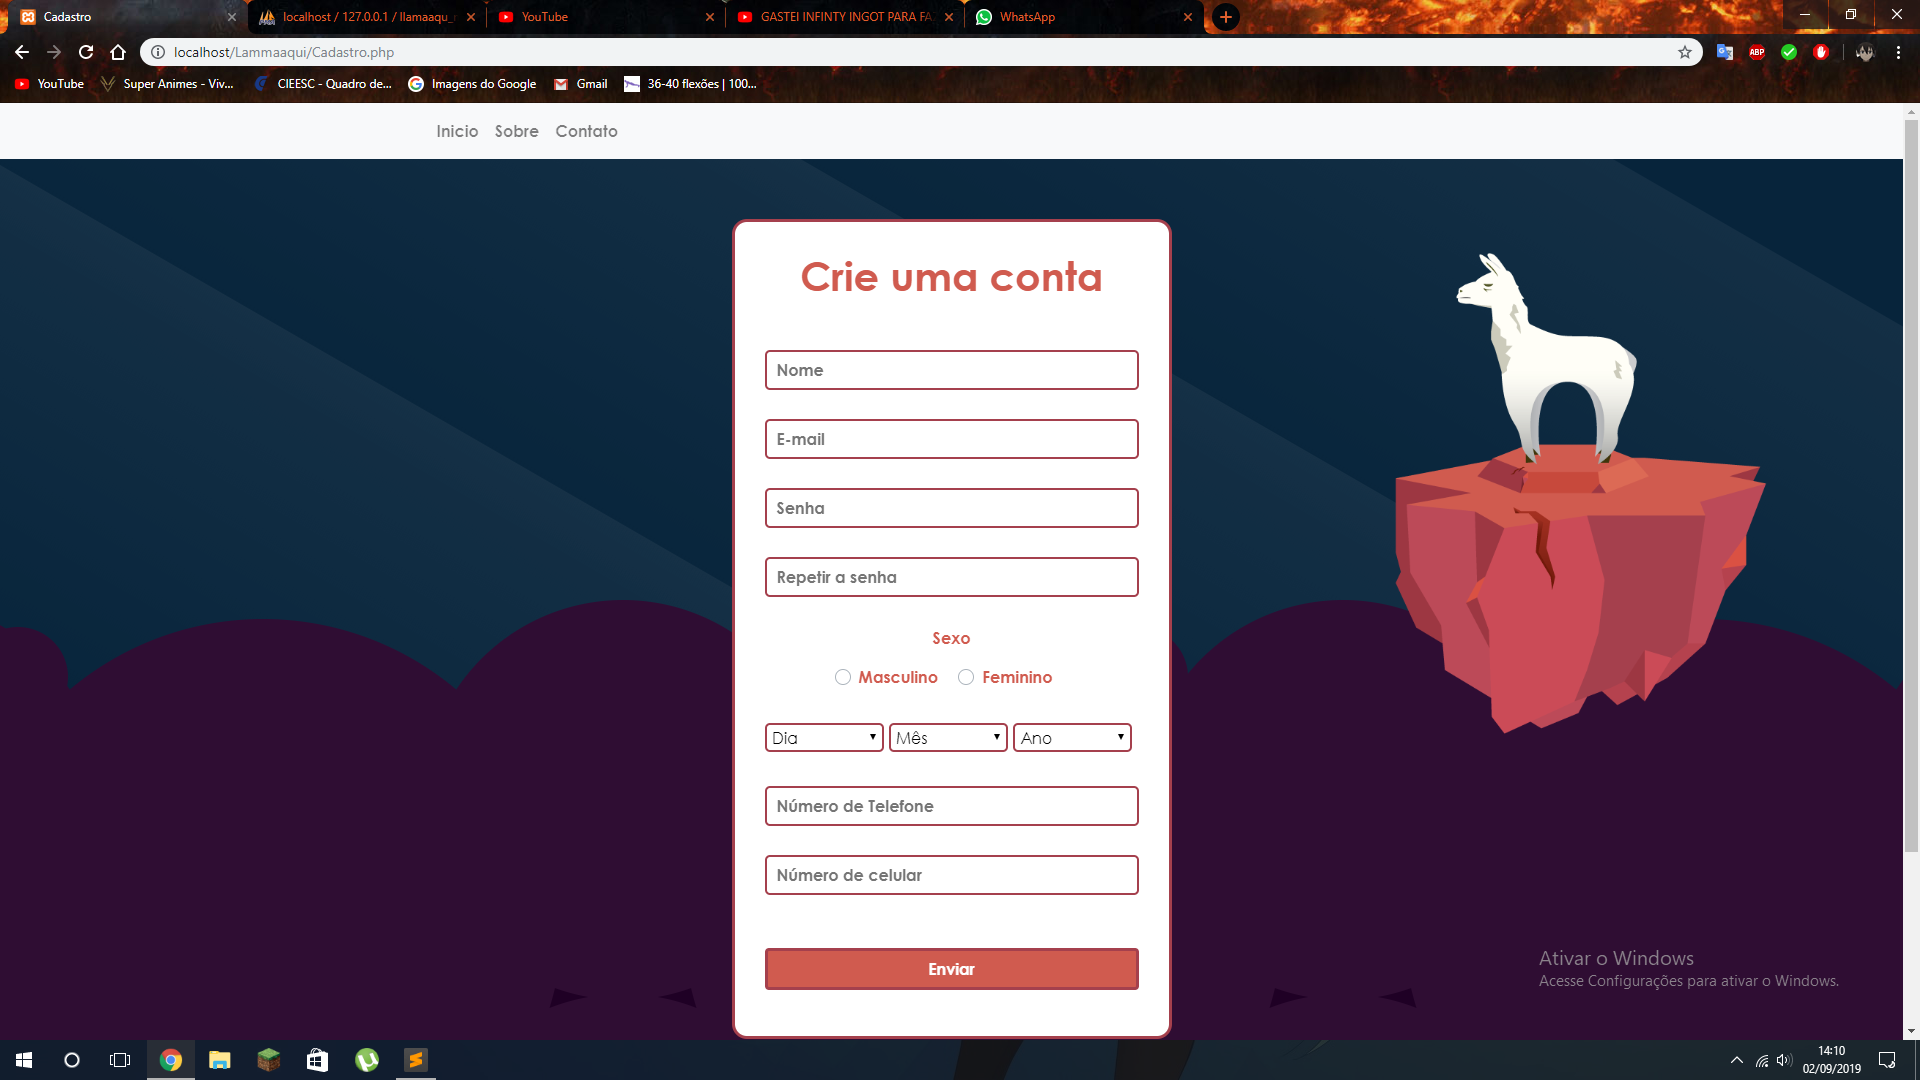 Cadastro
localhost / 127.0.0.1 / llamaaqu_
YouTube
GASTEI INFINTY INGOT PARA FA
WhatsApp
localhost/Lammaaqui/Cadastro.php
ABP
YouTube
Super Animes - Viv...
CIEESC - Quadro de...
Imagens do Google
Gmail
36-40 flexões | 100...
Inicio
Sobre
Contato
Crie uma conta
Nome
E-mail
Senha
Repetir a senha
Sexo
Masculino
Feminino
Dia
Mês
Ano
Número de Telefone
Número de celular
Enviar
Ativar o Windows
Acesse Configurações para ativar o Windows.
14:10
02/09/2019